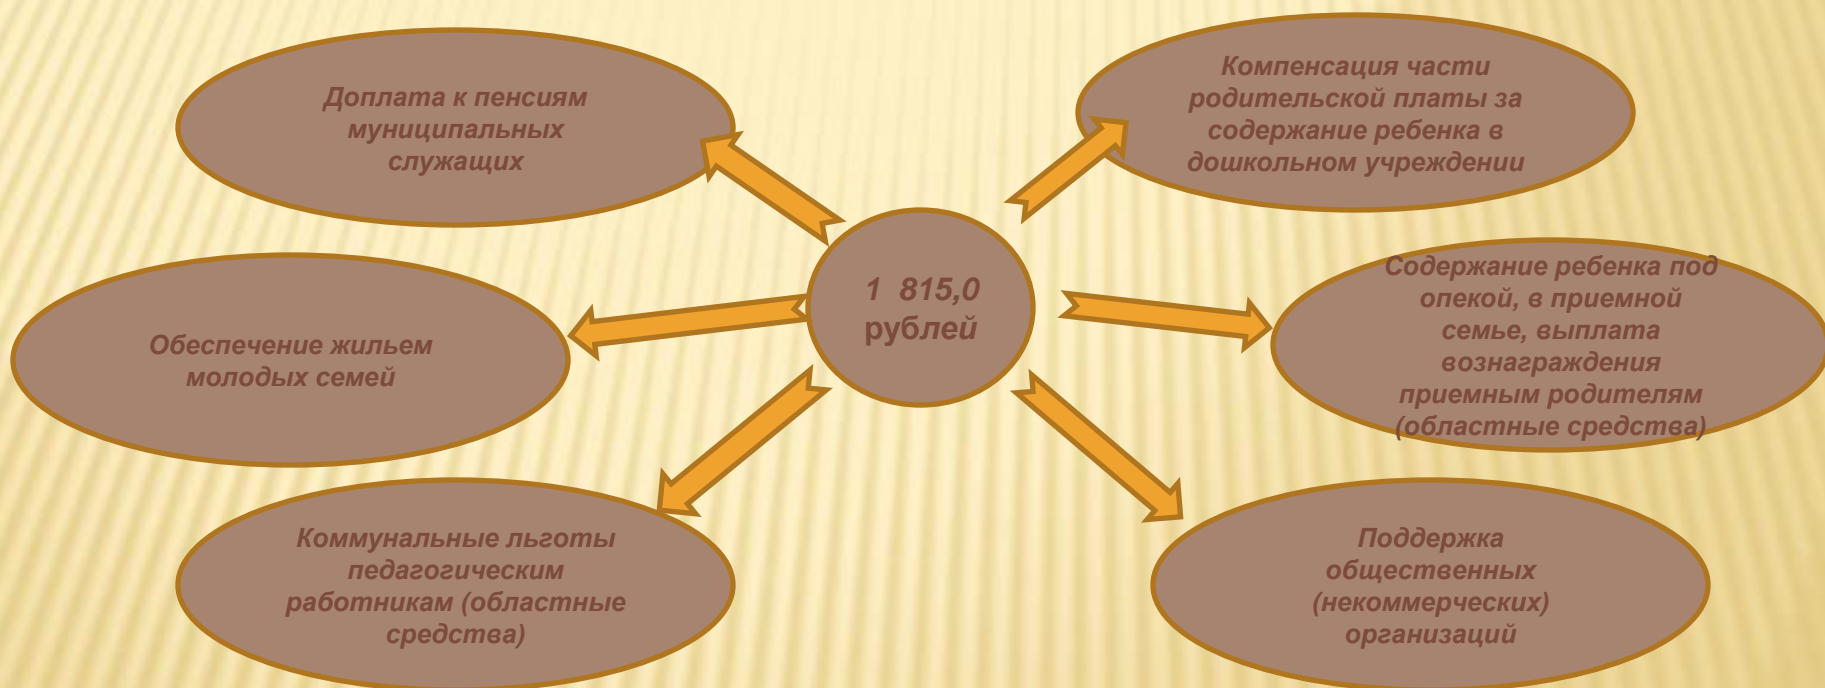 Доплата к пенсиям
муниципальных
служащих
Компенсация части
родительской платы за
содержание ребенка в
дошкольном учреждении
1 815,0
рублей
Обеспечение жильем
молодых семей
Содержание ребенка под
опекой, в приемной
семье, выплата
вознаграждения
приемным родителям
(областные средства)
Коммунальные льготы
педагогическим
работникам (областные
средства)
Поддержка
общественных
(некоммерческих)
организаций